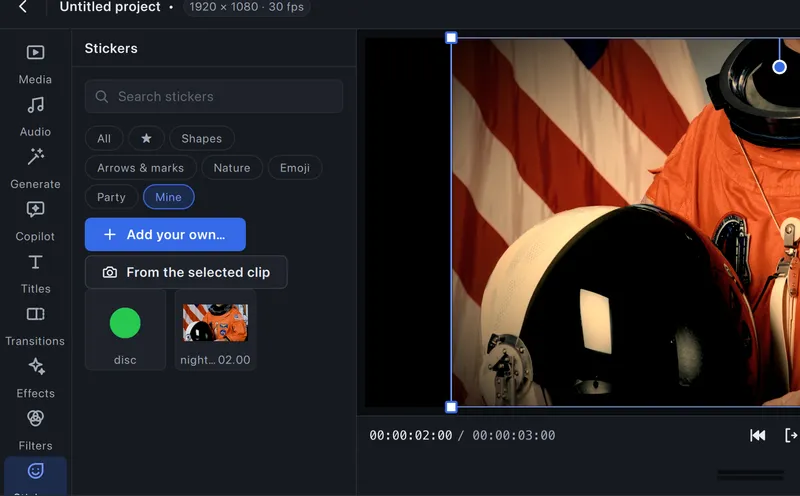 Untitled project • 1920 × 1080 · 30 fps
Stickers
Media
Audio
Generate
Copilot
Titles
Transitions
Effects
Filters
Search stickers
All ★ Shapes
Arrows & marks Nature Emoji
Party Mine
+ Add your own...
From the selected clip
disc night... 02.00
00:00:02:00 / 00:00:03:00